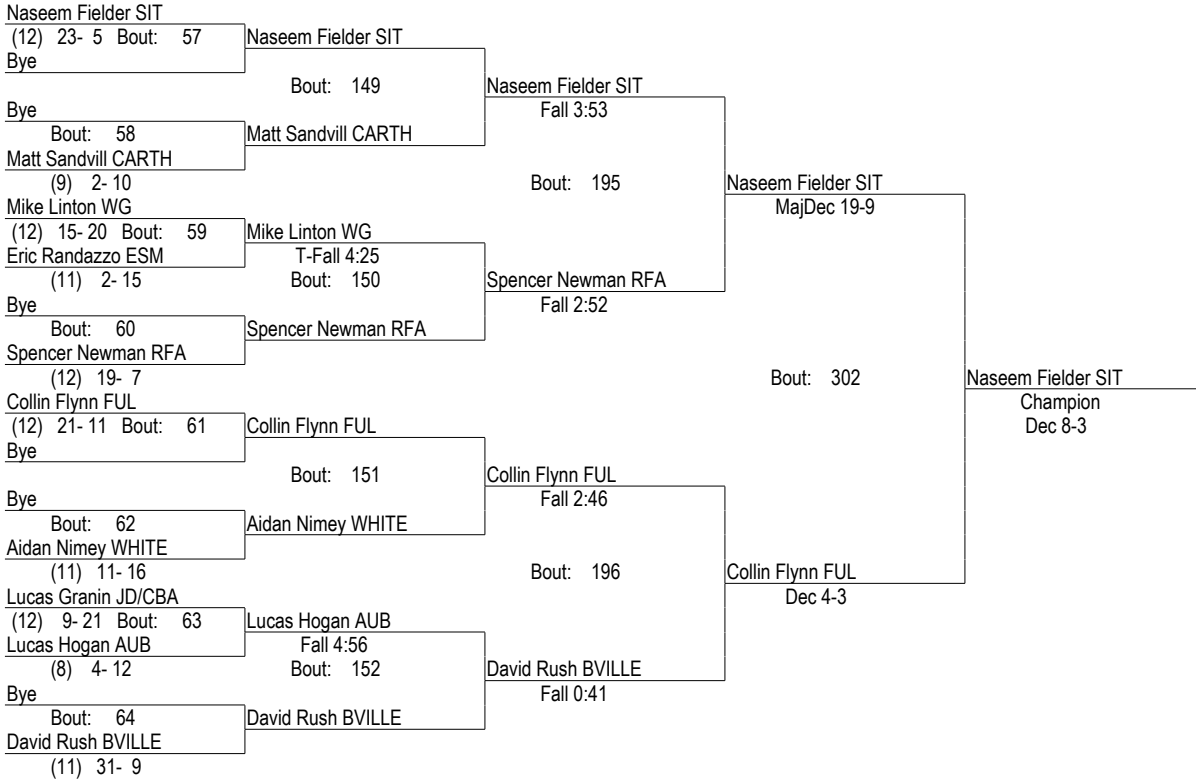 Naseem Fielder SIT
(12) 23- 5 Bout: 57
Naseem Fielder SIT
Bye
Bout: 149
Naseem Fielder SIT
Bye
Fall 3:53
Bout: 58
Matt Sandvill CARTH
Matt Sandvill CARTH
(9) 2- 10
Bout: 195
Naseem Fielder SIT
Mike Linton WG
MajDec 19-9
(12) 15- 20 Bout: 59
Mike Linton WG
Eric Randazzo ESM
T-Fall 4:25
(11) 2- 15
Bout: 150
Spencer Newman RFA
Bye
Fall 2:52
Bout: 60
Spencer Newman RFA
Spencer Newman RFA
(12) 19- 7
Bout: 302
Naseem Fielder SIT
Collin Flynn FUL
Champion
(12) 21- 11 Bout: 61
Collin Flynn FUL
Dec 8-3
Bye
Bout: 151
Collin Flynn FUL
Bye
Fall 2:46
Bout: 62
Aidan Nimey WHITE
Aidan Nimey WHITE
(11) 11- 16
Bout: 196
Collin Flynn FUL
Lucas Granin JD/CBA
Dec 4-3
(12) 9- 21 Bout: 63
Lucas Hogan AUB
Lucas Hogan AUB
Fall 4:56
(8) 4- 12
Bout: 152
David Rush BVILLE
Bye
Fall 0:41
Bout: 64
David Rush BVILLE
David Rush BVILLE
(11) 31- 9